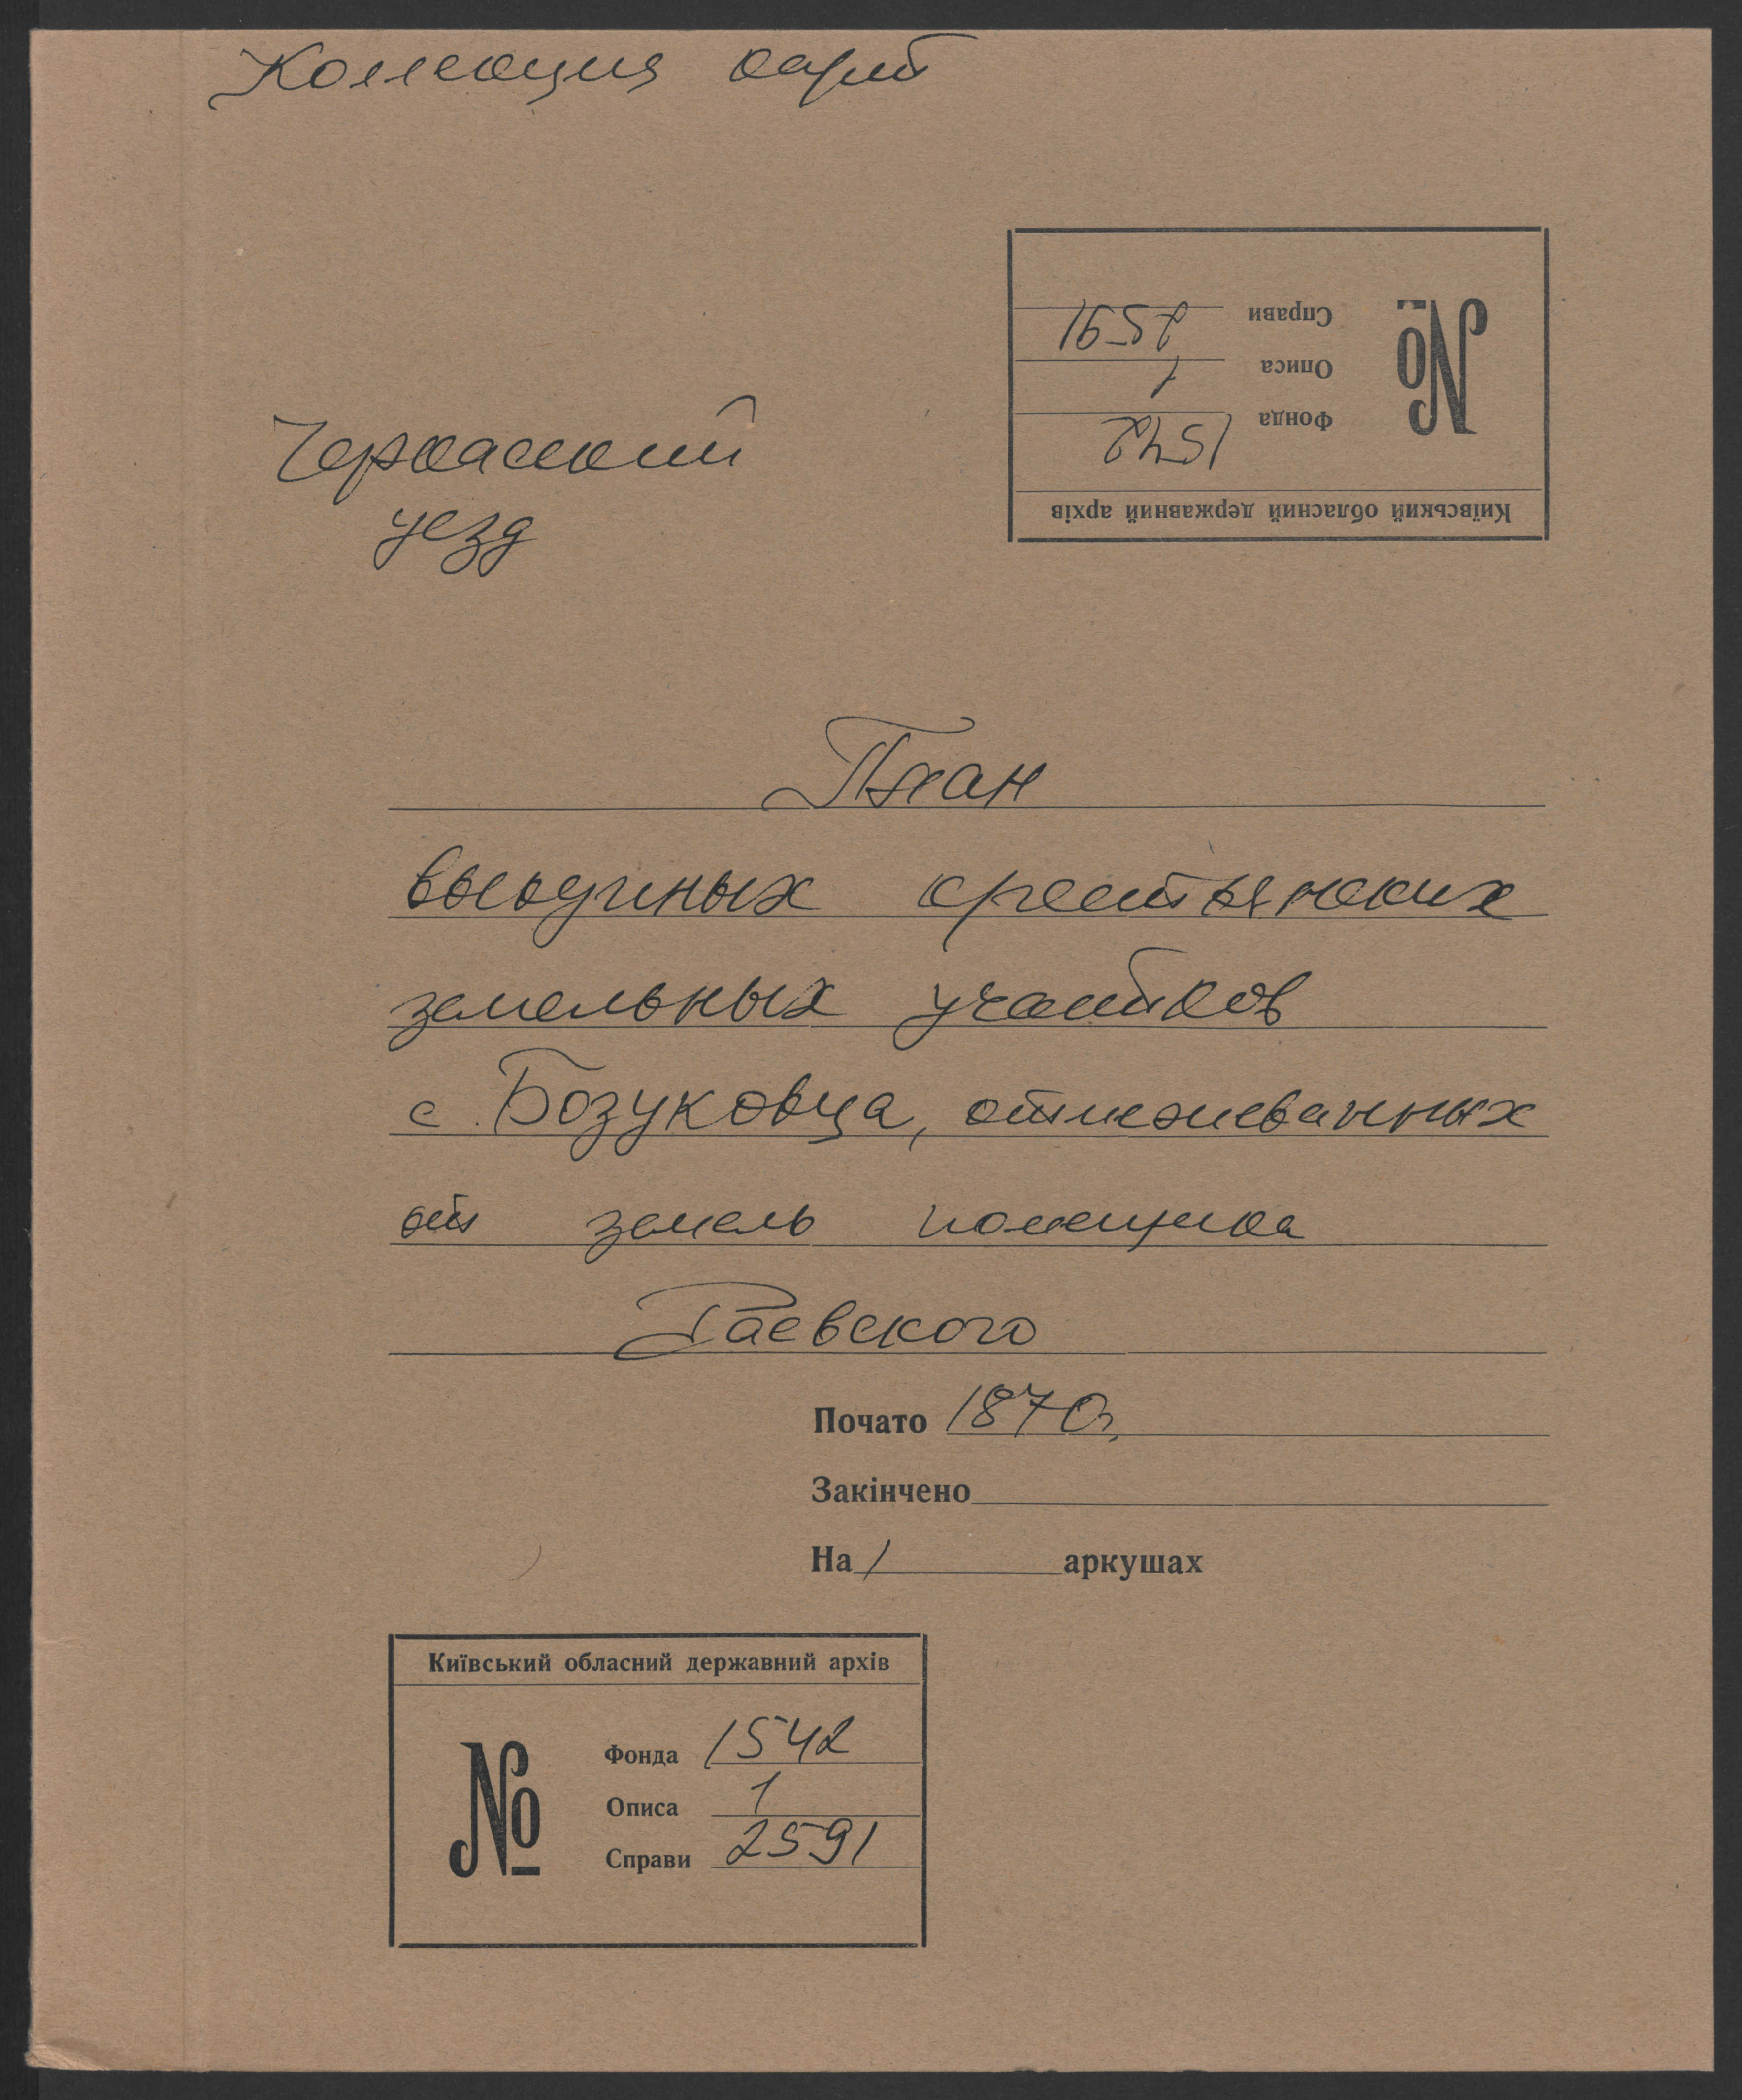 Коллекция карт
Київський обласний державний архів
№
Фонда 1542
Описа 1
Справи 2591
Черкасский
уезд
План
выкупных крестьянских
земельных участков
с. Бозуковца, отмежеванных
от земель помещика
Раевского
Почато 1870г.
Закінчено
На 1 аркушах
Київський обласний державний архів
№
Фонда 1542
Описа 1
Справи 2591